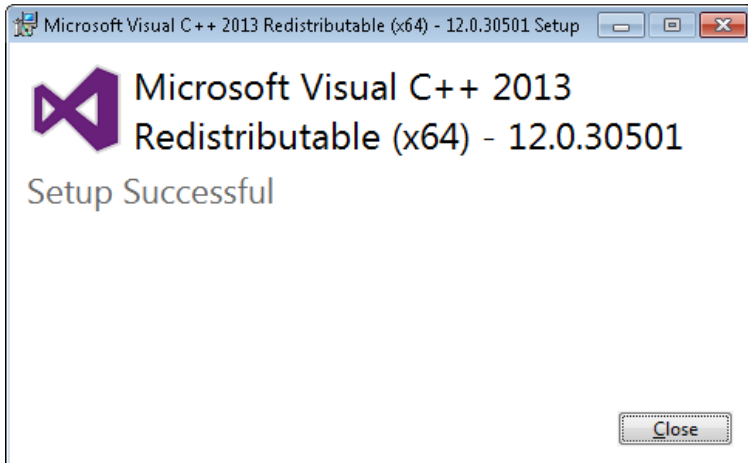 Microsoft Visual C++ 2013 Redistributable (x64) - 12.0.30501 Setup
Microsoft Visual C++ 2013
Redistributable (x64) - 12.0.30501
Setup Successful
Close